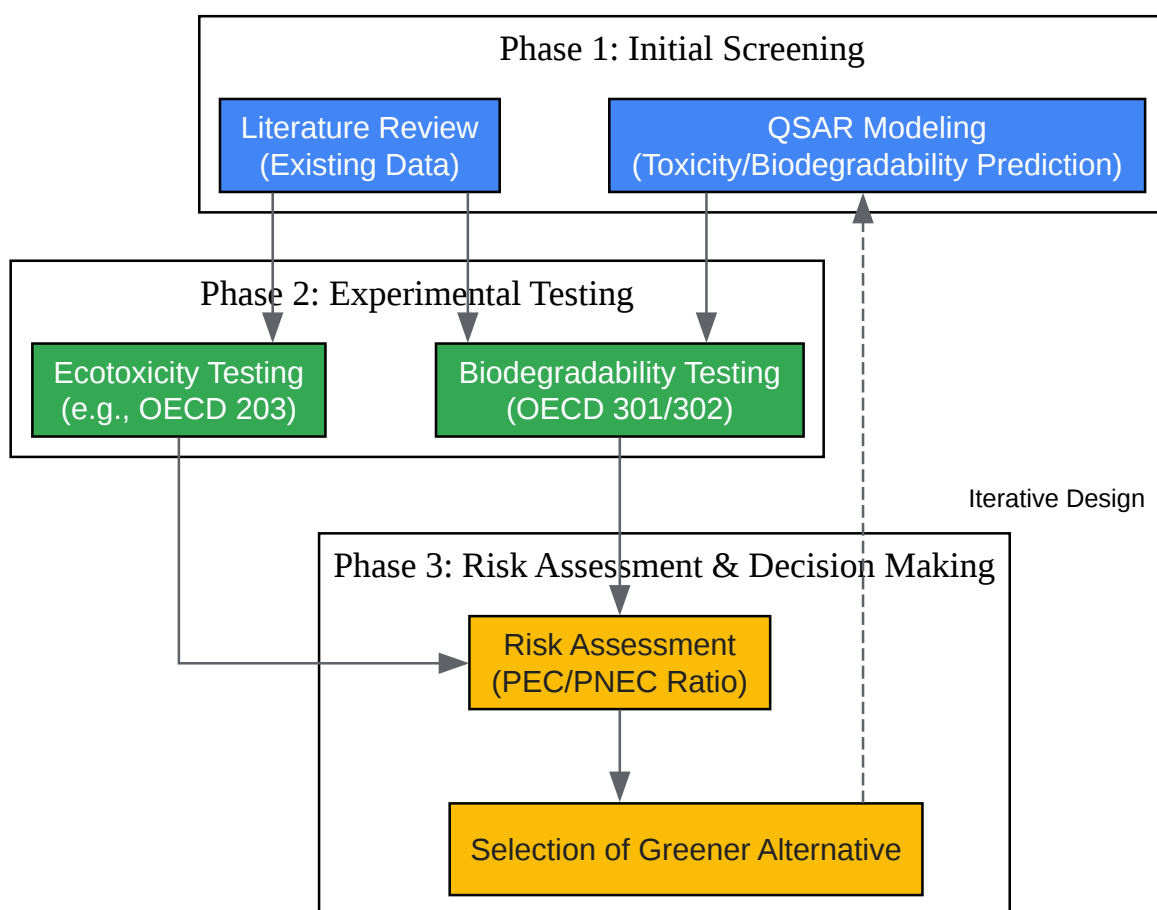 Phase 1: Initial Screening
Literature Review
(Existing Data)
QSAR Modeling
(Toxicity/Biodegradability Prediction)
Phase 2: Experimental Testing
Ecotoxicity Testing
(e.g., OECD 203)
Biodegradability Testing
(OECD 301/302)
Iterative Design
Phase 3: Risk Assessment & Decision Making
Risk Assessment
(PEC/PNEC Ratio)
Selection of Greener Alternative